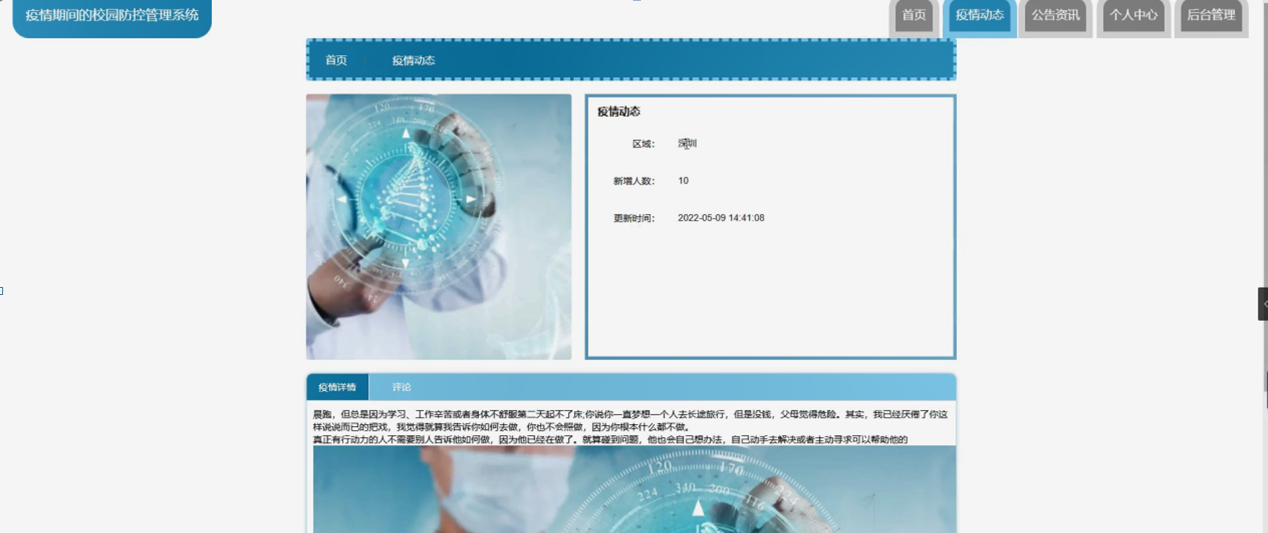 疫情期间的校园防控管理系统
首页 疫情动态 公告资讯 个人中心 后台管理
首页 疫情动态
疫情动态
区域: 深圳
新增人数: 10
更新时间: 2022-05-09 14:41:08
疫情详情 评论
晨跑，但总是因为学习、工作辛苦或者身体不舒服第二天起不了床;你说你一直梦想一个人去长途旅行，但是没钱，父母觉得危险。其实，我已经厌倦了你这
样说说而已的把戏，我觉得就算我告诉你如何去做，你也不会照做，因为你根本什么都不做。
真正有行动力的人不需要别人告诉他如何做，因为他已经在做了。就算碰到问题，他也会自己想办法，自己动手去解决或者主动寻求可以帮助他的
120 170
224 340 200 116 224